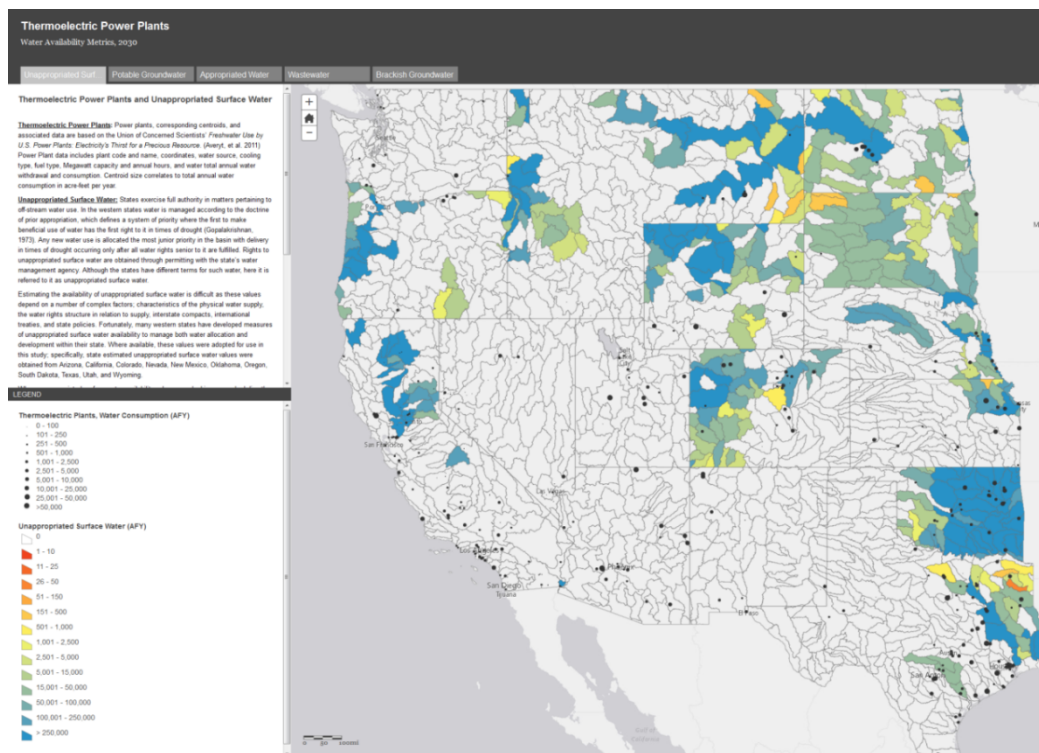 Thermoelectric Power Plants
Water Availability Metrics, 2030
Unappropriated Surf
Potable Groundwater
Appropriated Water
Wastewater
Brackish Groundwater
Thermoelectric Power Plants and Unappropriated Surface Water
Thermoelectric Power Plants: Power plants, corresponding centroids, and
associated data are based on the Union of Concerned Scientists' Freshwater Use by
U.S. Power Plants: Electricity's Thirst for a Precious Resource. (Averyt, et al. 2011)
Power Plant data includes plant code and name, coordinates, water source, cooling
type, fuel type, Megawatt capacity and annual hours, and water total annual water
withdrawal and consumption. Centroid size correlates to total annual water
consumption in acre-feet per year.
Unappropriated Surface Water: States exercise full authority in matters pertaining to
off-stream water use. In the western states water is managed according to the doctrine
of prior appropriation, which defines a system of priority where the first to make
beneficial use of water has the first right to it in times of drought (Gopalakrishnan,
1973). Any new water use is allocated the most junior priority in the basin with delivery
in times of drought occurring only after all water rights senior to it are fulfilled. Rights to
unappropriated surface water are obtained through permitting with the state's water
management agency. Although the states have different terms for such water, here it is
referred to it as unappropriated surface water.
Estimating the availability of unappropriated surface water is difficult as these values
depend on a number of complex factors; characteristics of the physical water supply,
the water rights structure in relation to supply, interstate compacts, international
treaties, and state policies. Fortunately, many western states have developed measures
of unappropriated surface water availability to manage both water allocation and
development within their state. Where available, these values were adopted for use in
this study; specifically, state estimated unappropriated surface water values were
obtained from Arizona, California, Colorado, Nevada, New Mexico, Oklahoma, Oregon,
South Dakota, Texas, Utah, and Wyoming.
LEGEND
Thermoelectric Plants, Water Consumption (AFY)
0 - 100
101 - 250
251 - 500
501 - 1,000
1,001 - 2,500
2,501 - 5,000
5,001 - 10,000
10,001 - 25,000
25,001 - 50,000
>50,000
Unappropriated Surface Water (AFY)
0
1 - 10
11 - 25
26 - 50
51 - 150
151 - 500
501 - 1,000
1,001 - 2,500
2,501 - 5,000
5,001 - 15,000
15,001 - 50,000
50,001 - 100,000
100,001 - 250,000
> 250,000
+
−
Seattle
Salt Lake City
San Francisco
Las Vegas
Los Angeles
San Diego
Tijuana
Phoenix
El Paso
San Antonio
0 50 100mi